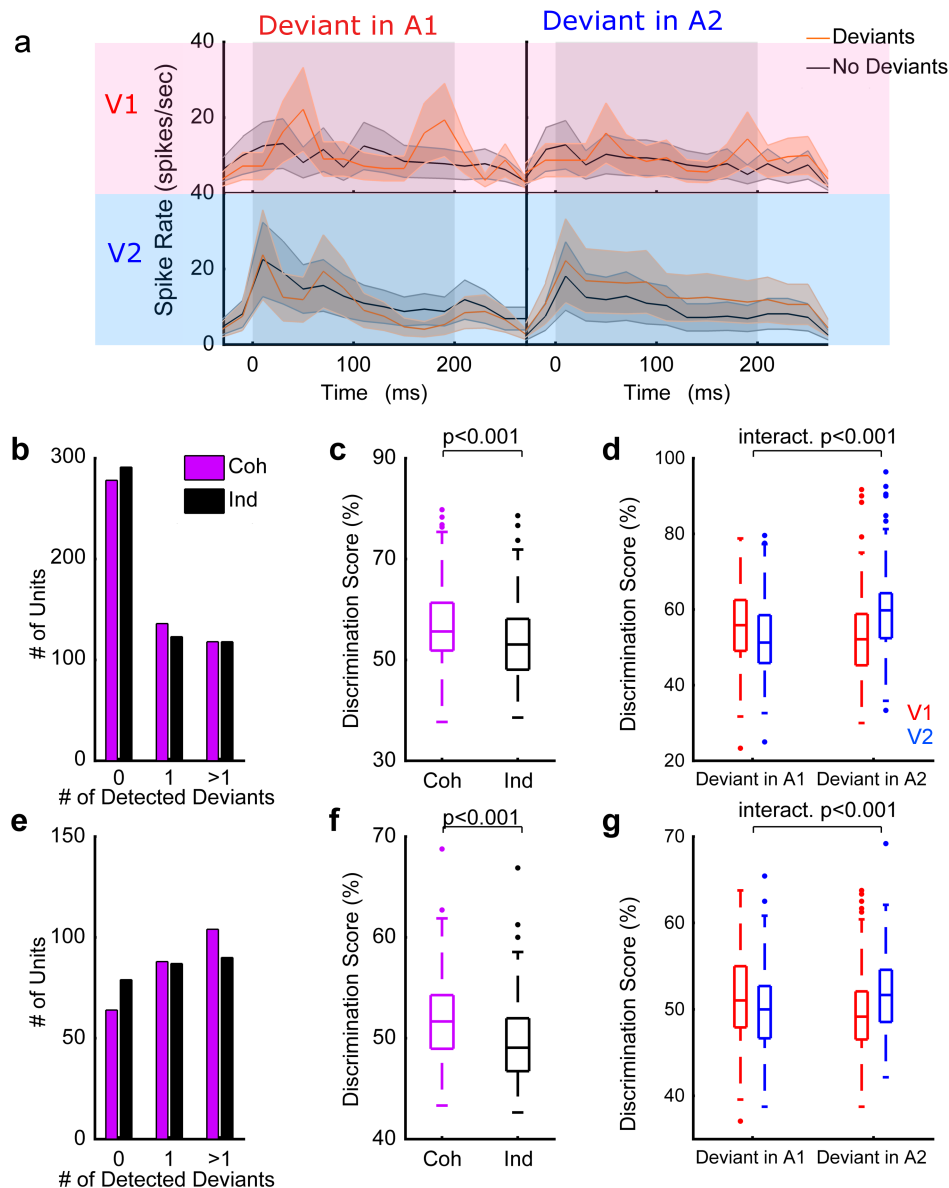 a
Deviant in A1
Deviant in A2
Deviants
No Deviants
V1
V2
Spike Rate (spikes/sec)
40
20
40
20
0
0
100
200
0
100
200
Time (ms)
Time (ms)
b
300
200
100
0
# of Units
Coh
Ind
0
1
>1
# of Detected Deviants
c
p<0.001
90
70
50
30
Discrimination Score (%)
Coh
Ind
d
interact. p<0.001
100
80
60
40
20
Discrimination Score (%)
V1
V2
Deviant in A1
Deviant in A2
e
150
100
50
0
# of Units
0
1
>1
# of Detected Deviants
f
p<0.001
70
60
50
40
Discrimination Score (%)
Coh
Ind
g
interact. p<0.001
70
60
50
40
Discrimination Score (%)
Deviant in A1
Deviant in A2